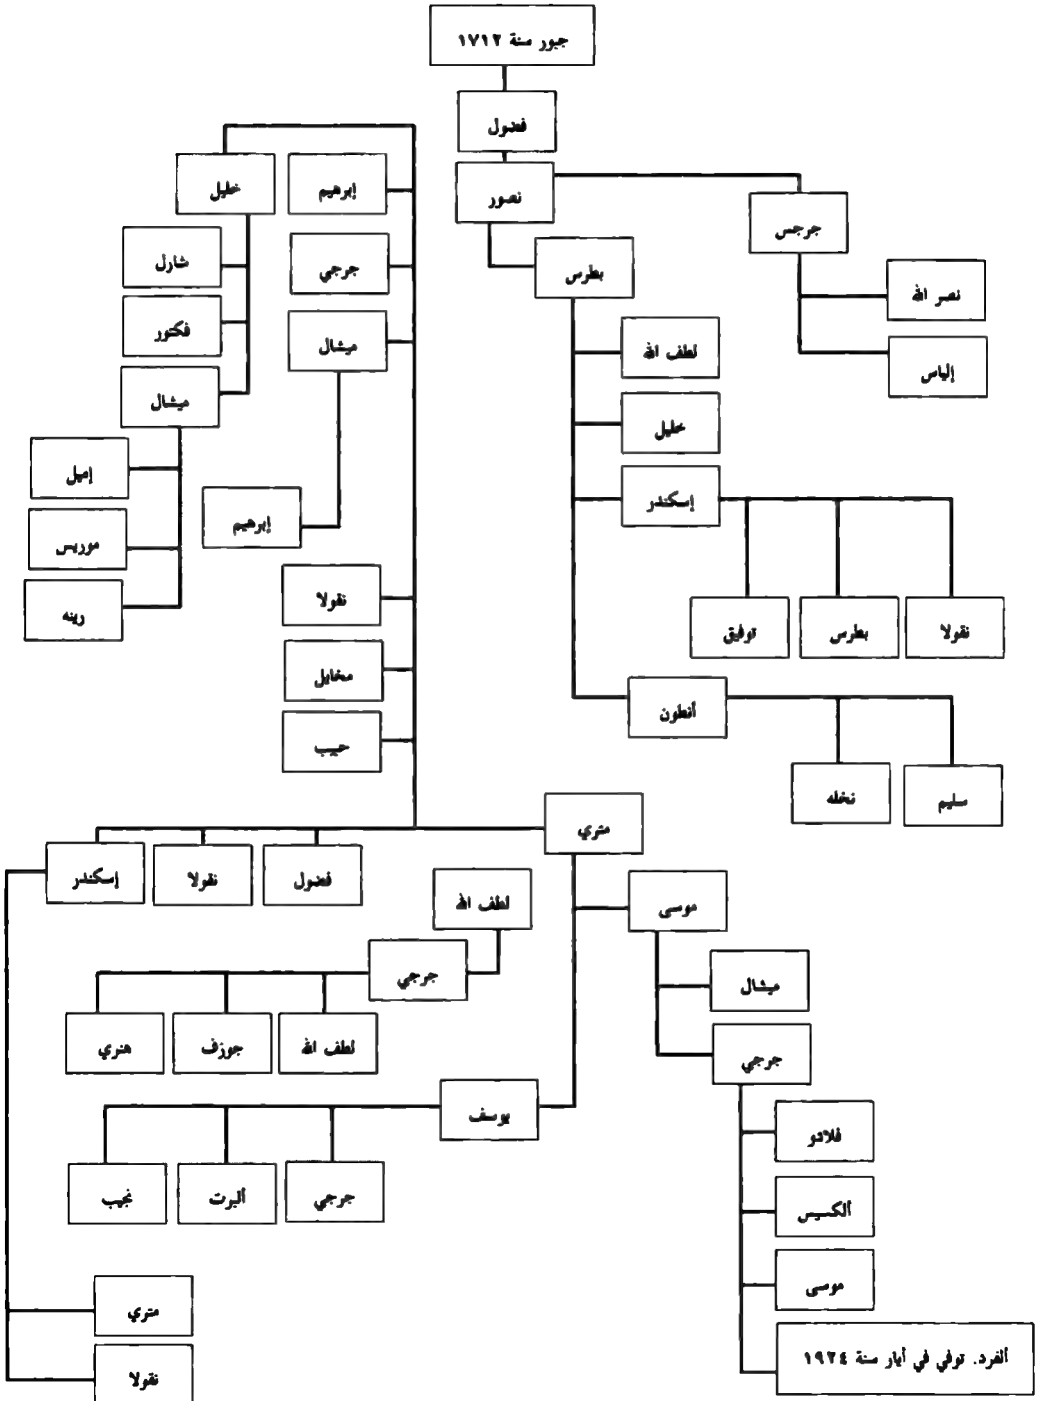 جبور سنة ١٧١٢
فضول
نصور
جرجس
نصر الله
إلياس
بطرس
لطف الله
خليل
إسكندر
نقولا
بطرس
توفيق
أنطون
سليم
نخله
خليل
إبرهيم
شارل
جرجي
فكتور
ميشال
ميشال
إميل
إبرهيم
موريس
رينه
نقولا
مخايل
حبيب
متري
فضول
نقولا
إسكندر
لطف الله
موسى
جرجي
ميشال
لطف الله
جوزف
هنري
جرجي
يوسف
فلادو
جرجي
ألبرت
نجيب
ألكسيس
موسى
متري
ألفرد. توفي في أيار سنة ١٩٢٤
نقولا